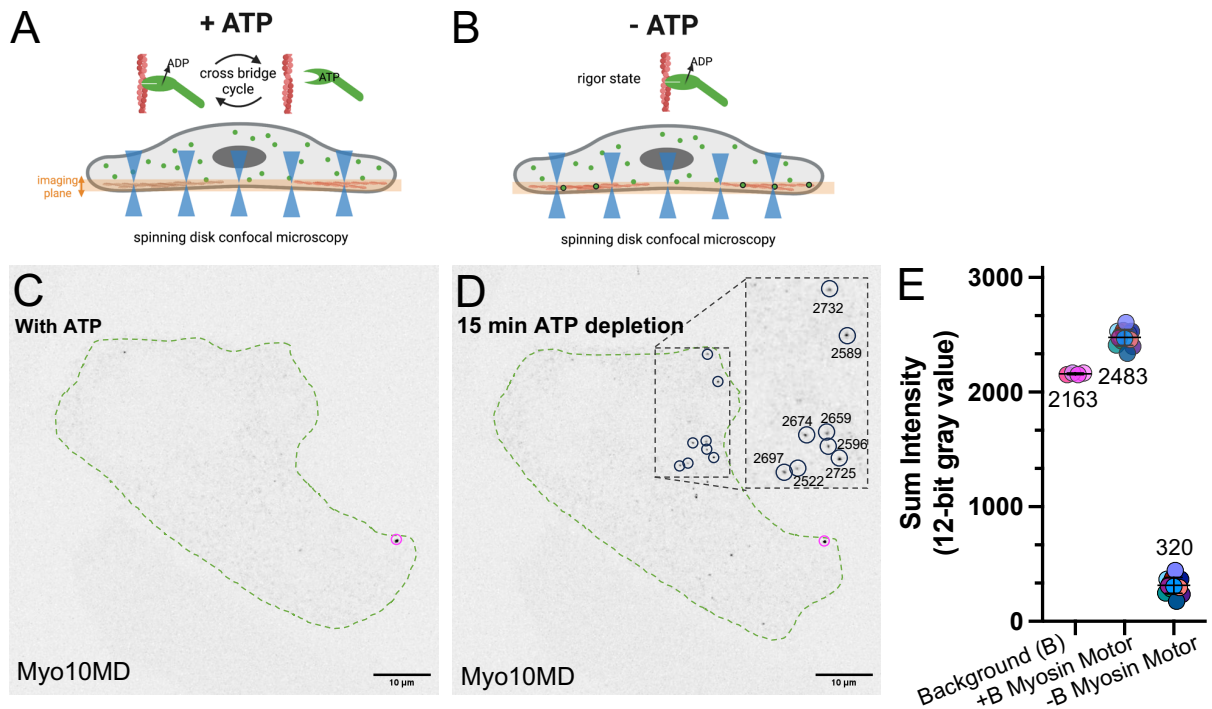 A
+ ATP
ADP
cross bridge
cycle
ATP
imaging
plane
spinning disk confocal microscopy
B
- ATP
rigor state
ADP
spinning disk confocal microscopy
C
With ATP
Myo10MD
10 µm
D
15 min ATP depletion
2732
2589
2674
2659
2596
2697
2725
2522
Myo10MD
10 µm
E
Sum Intensity
(12-bit gray value)
3000
2000
1000
0
2163
2483
320
Background (B)
+B Myosin Motor
-B Myosin Motor